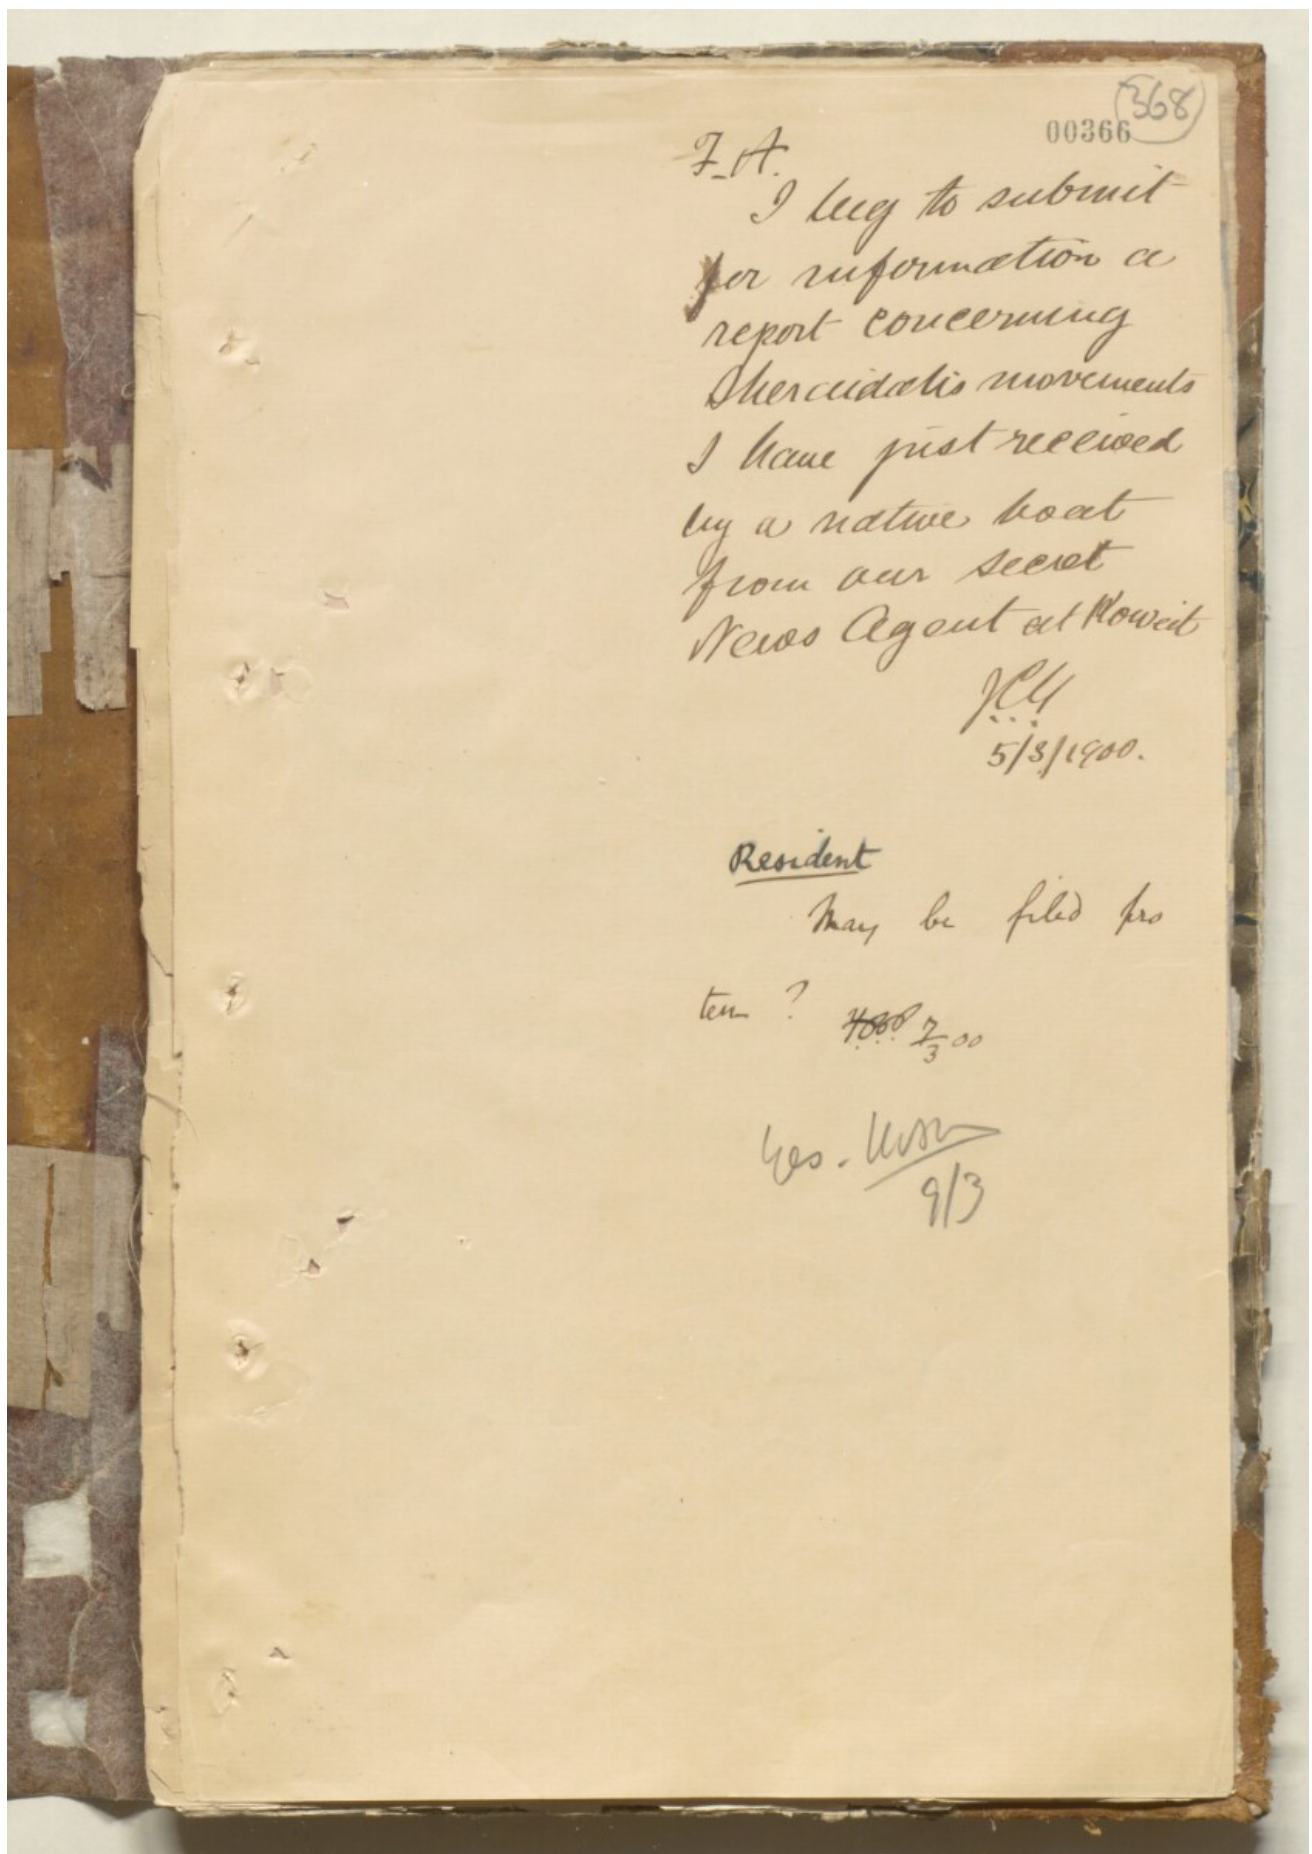 368
00366
F.A.
I beg to submit
for information a
report concerning
movements
I have just received
by a native boat
from our secret
News Agent at Koweit
5/3/1900.
Resident
May be filed pro
tem ?
7/3 00
Yes.
9/3